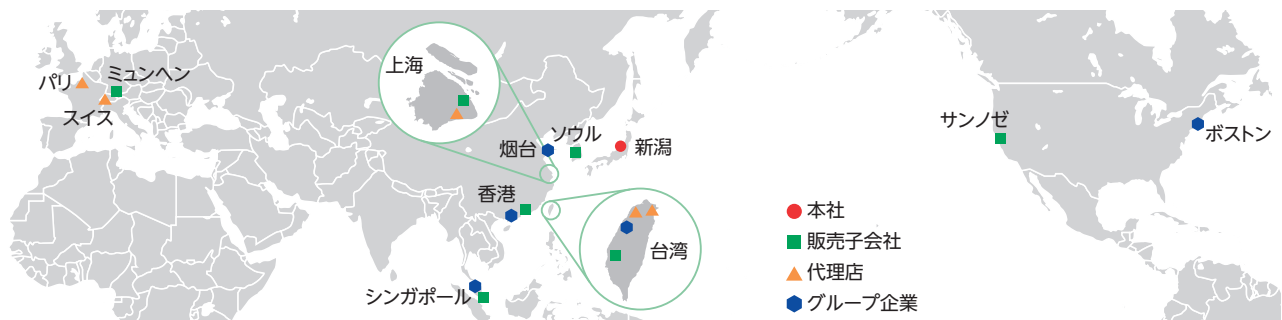 パリ
ミュンヘン
スイス
上海
烟台
ソウル
新潟
香港
台湾
シンガポール
サンノゼ
ボストン
本社
販売子会社
代理店
グループ企業